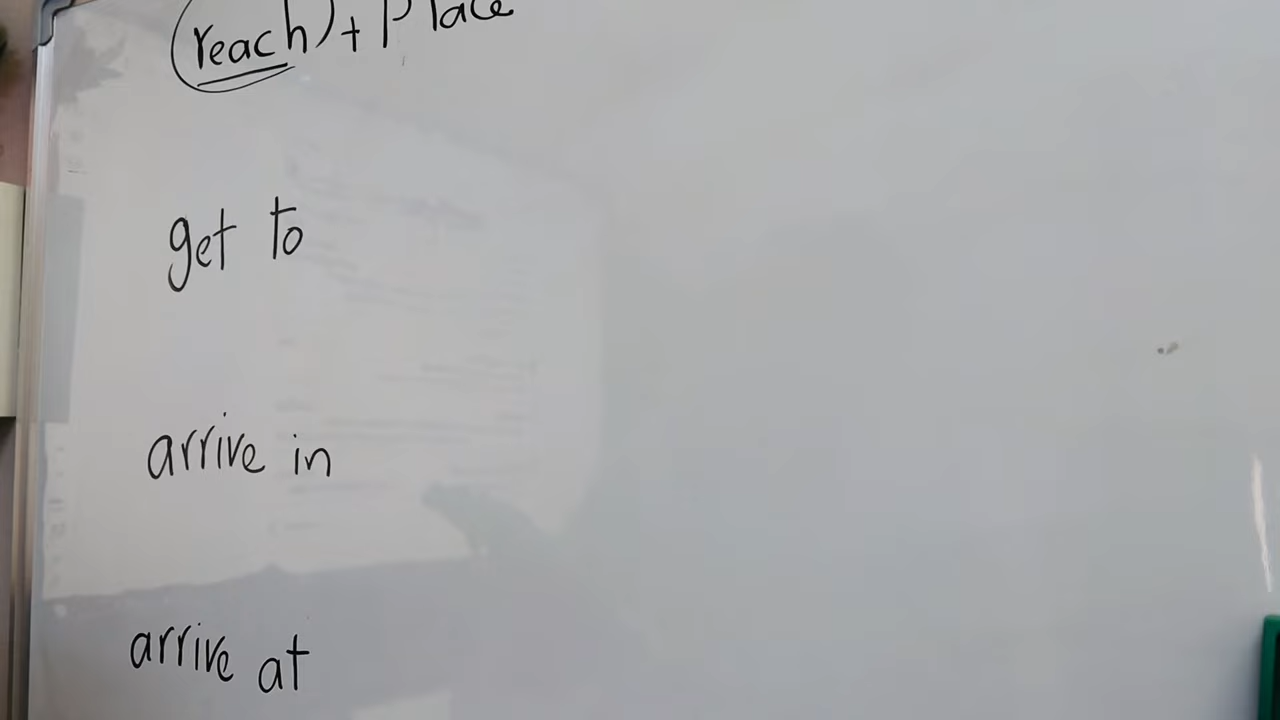 (reach) + Place
get to
arrive in
arrive at